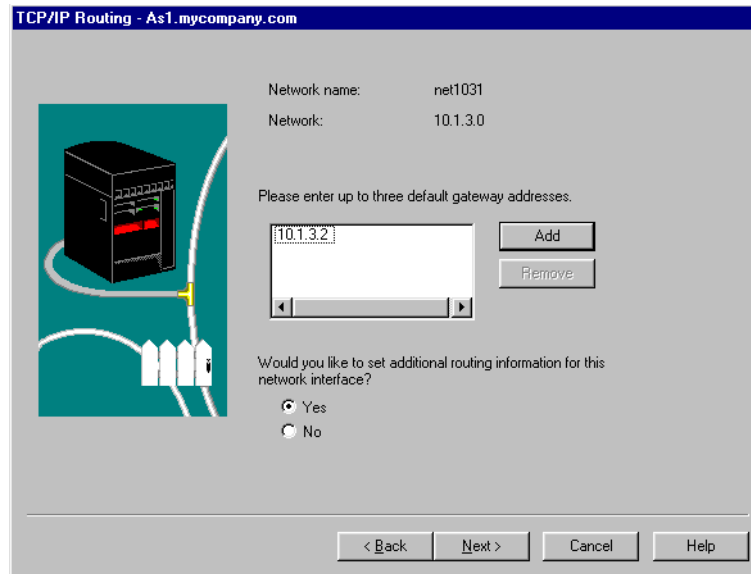 TCP/IP Routing - As1.mycompany.com
Network name: net1031
Network: 10.1.3.0
Please enter up to three default gateway addresses.
10.1.3.2
Add
Remove
Would you like to set additional routing information for this
network interface?
Yes
No
< Back Next > Cancel Help